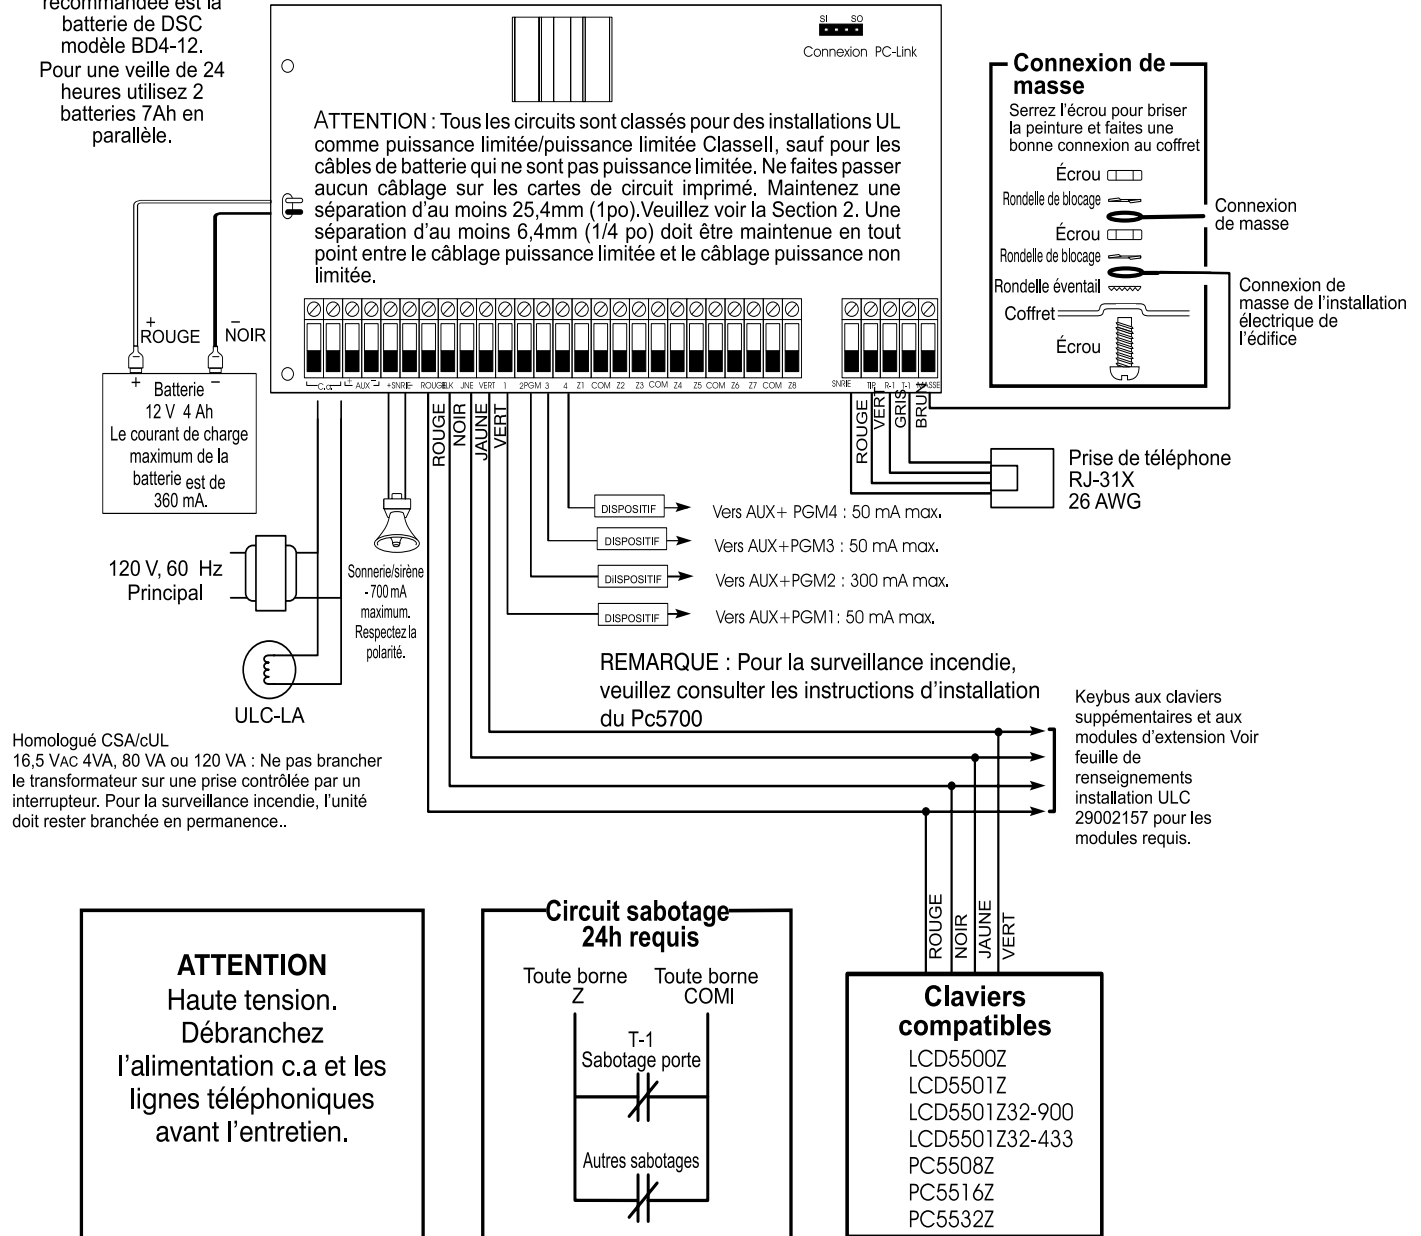 recommandée est la
batterie de DSC
modèle BD4-12.
Pour une veille de 24
heures utilisez 2
batteries 7Ah en
parallèle.
SI SO
Connexion PC-Link
ATTENTION : Tous les circuits sont classés pour des installations UL
comme puissance limitée/puissance limitée ClasseII, sauf pour les
câbles de batterie qui ne sont pas puissance limitée. Ne faites passer
aucun câblage sur les cartes de circuit imprimé. Maintenez une
séparation d'au moins 25,4mm (1po).Veuillez voir la Section 2. Une
séparation d'au moins 6,4mm (1/4 po) doit être maintenue en tout
point entre le câblage puissance limitée et le câblage puissance non
limitée.
Connexion de
masse
Serrez l'écrou pour briser
la peinture et faites une
bonne connexion au coffret
Écrou
Rondelle de blocage
Écrou
Rondelle de blocage
Rondelle éventail
Coffret
Écrou
Connexion
de masse
Connexion de
masse de l'installation
électrique de
l'édifice
+ ROUGE
− NOIR
+ −
Batterie
12 V 4 Ah
Le courant de charge
maximum de la
batterie est de
360 mA.
C.a + AUX - +SNRIE- ROUGE BLK JNE VERT 1 2PGM 3 4 Z1 COM Z2 Z3 COM Z4 Z5 COM Z6 Z7 COM Z8
SNRIE TIP R-1 T-1 MASSE
ROUGE
NOIR
JAUNE
VERT
ROUGE
VERT
GRIS
BRUN
Prise de téléphone
RJ-31X
26 AWG
DISPOSITIF Vers AUX+ PGM4 : 50 mA max.
DISPOSITIF Vers AUX+PGM3 : 50 mA max.
DiISPOSITIF Vers AUX+PGM2 : 300 mA max.
DISPOSITIF Vers AUX+PGM1: 50 mA max.
120 V, 60 Hz
Principal
Sonnerie/sirène
- 700 mA
maximum.
Respectez la
polarité.
ULC-LA
REMARQUE : Pour la surveillance incendie,
veuillez consulter les instructions d'installation
du Pc5700
Homologué CSA/cUL
16,5 VAC 4VA, 80 VA ou 120 VA : Ne pas brancher
le transformateur sur une prise contrôlée par un
interrupteur. Pour la surveillance incendie, l'unité
doit rester branchée en permanence..
Keybus aux claviers
suppémentaires et aux
modules d'extension Voir
feuille de
renseignements
installation ULC
29002157 pour les
modules requis.
ATTENTION
Haute tension.
Débranchez
l'alimentation c.a et les
lignes téléphoniques
avant l'entretien.
Circuit sabotage
24h requis
Toute borne
Z
Toute borne
COMI
T-1
Sabotage porte
Autres sabotages
ROUGE
NOIR
JAUNE
VERT
Claviers
compatibles
LCD5500Z
LCD5501Z
LCD5501Z32-900
LCD5501Z32-433
PC5508Z
PC5516Z
PC5532Z